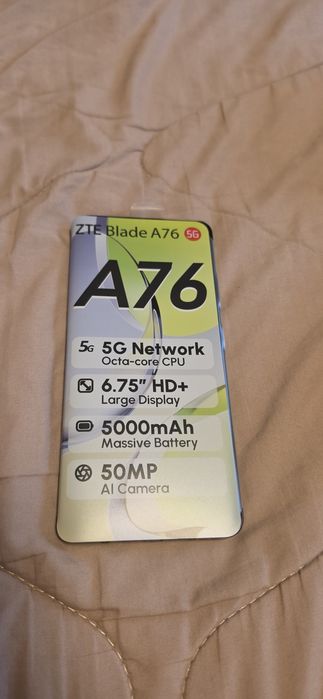 ZTE Blade A76 5G
A76
5G 5G Network
Octa-core CPU
6.75" HD+
Large Display
5000mAh
Massive Battery
50MP
AI Camera